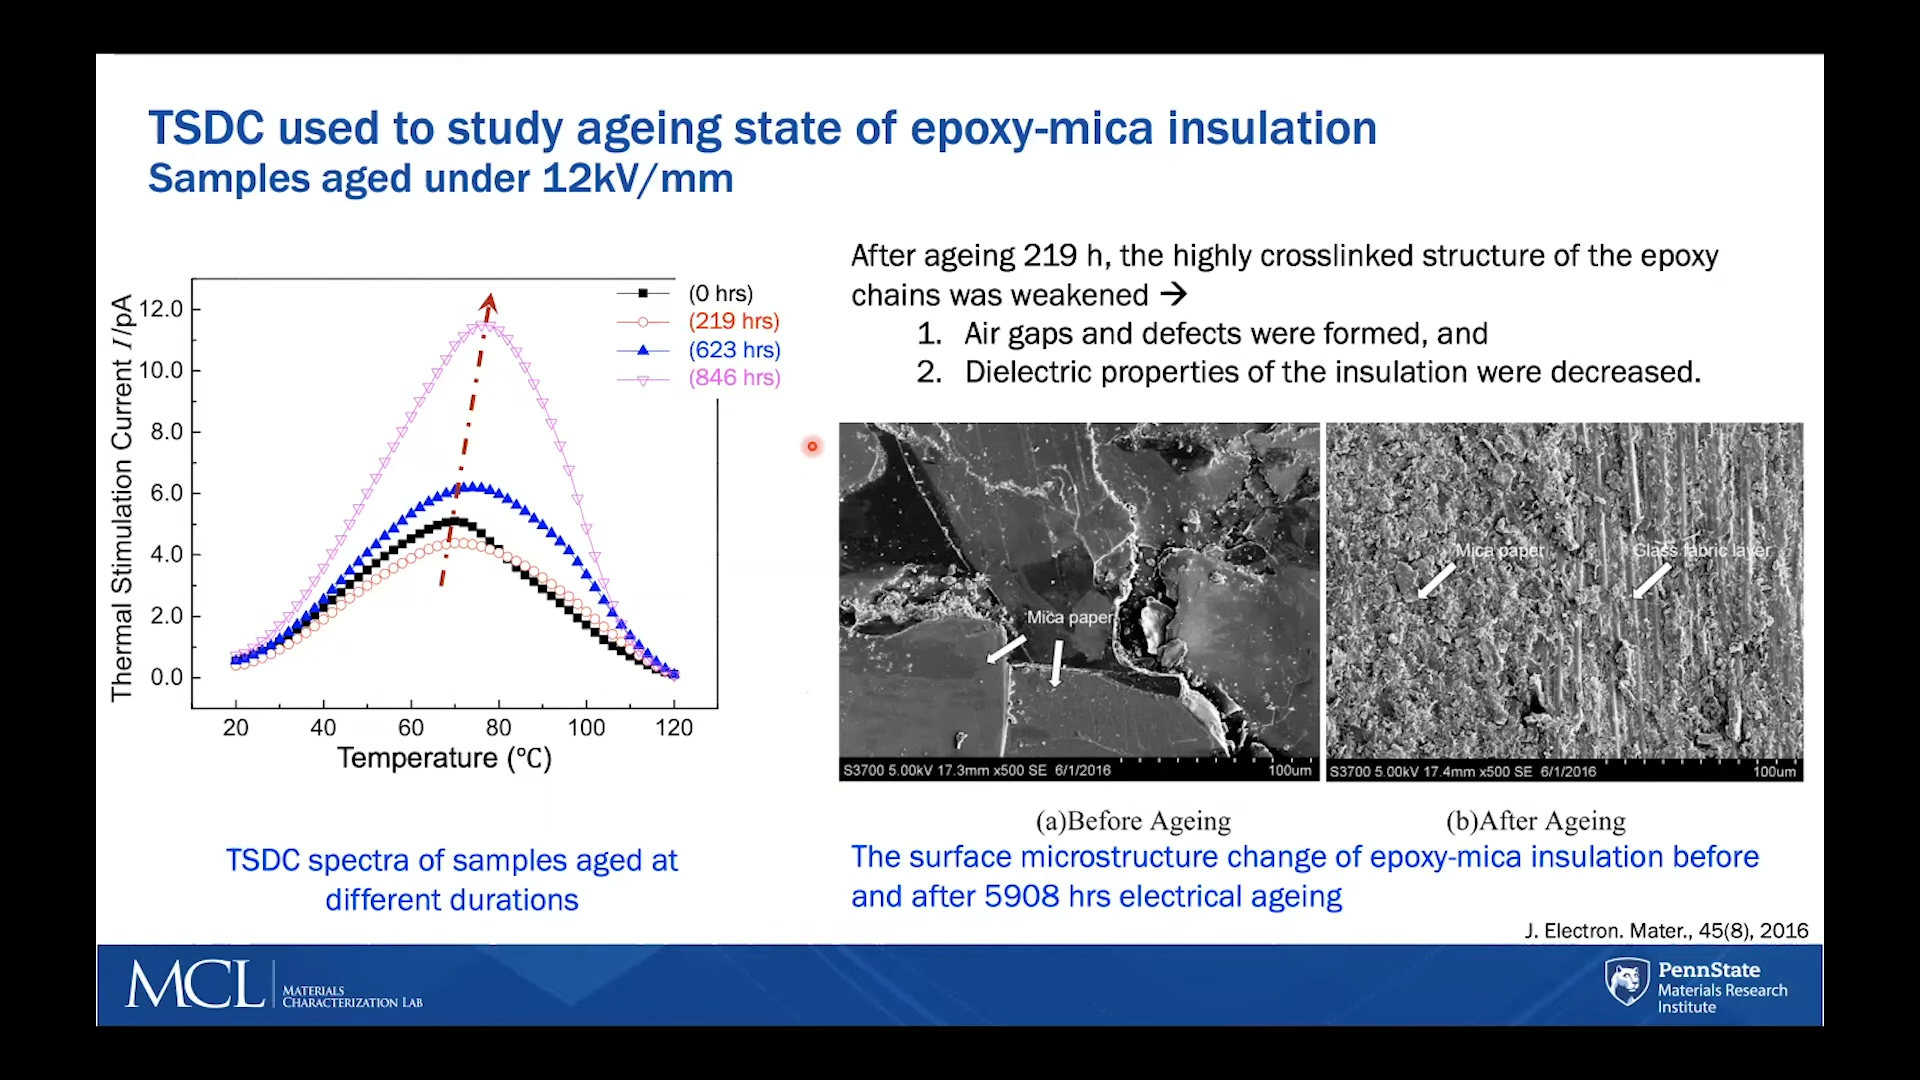 TSDC used to study ageing state of epoxy-mica insulation
Samples aged under 12kV/mm
Thermal Stimulation Current I/pA
12.0
10.0
8.0
6.0
4.0
2.0
0.0
20 40 60 80 100 120
Temperature (°C)
(0 hrs)
(219 hrs)
(623 hrs)
(846 hrs)
TSDC spectra of samples aged at
different durations
After ageing 219 h, the highly crosslinked structure of the epoxy
chains was weakened →
1. Air gaps and defects were formed, and
2. Dielectric properties of the insulation were decreased.
Mica paper
S3700 5.00kV 17.3mm x500 SE 6/1/2016 100um
Mica paper
Glass fabric layer
S3700 5.00kV 17.4mm x500 SE 6/1/2016 100um
(a)Before Ageing
(b)After Ageing
The surface microstructure change of epoxy-mica insulation before
and after 5908 hrs electrical ageing
J. Electron. Mater., 45(8), 2016
MCL
MATERIALS
CHARACTERIZATION LAB
PennState
Materials Research
Institute